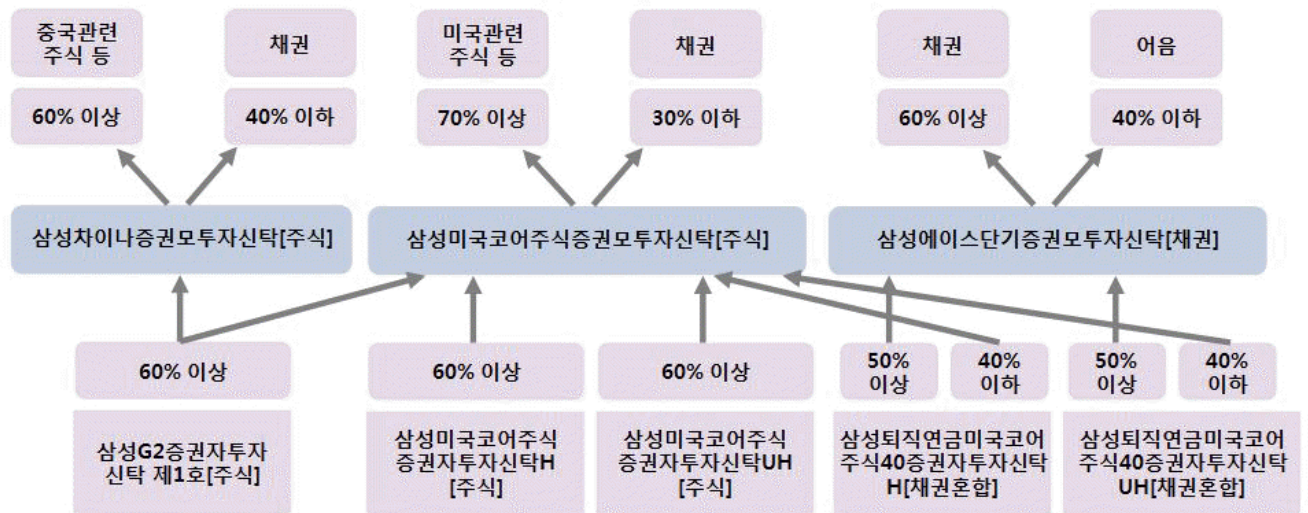 중국관련
주식 등
채권
미국관련
주식 등
채권
채권
어음
60% 이상
40% 이하
70% 이상
30% 이하
60% 이상
40% 이하
삼성차이나증권모투자신탁[주식]
삼성미국코어주식증권모투자신탁[주식]
삼성에이스단기증권모투자신탁[채권]
60% 이상
60% 이상
60% 이상
50%
이상
40%
이하
50%
이상
40%
이하
삼성G2증권자투자
신탁 제1호[주식]
삼성미국코어주식
증권자투자신탁H
[주식]
삼성미국코어주식
증권자투자신탁UH
[주식]
삼성퇴직연금미국코어
주식40증권자투자신탁
H[채권혼합]
삼성퇴직연금미국코어
주식40증권자투자신탁
UH[채권혼합]